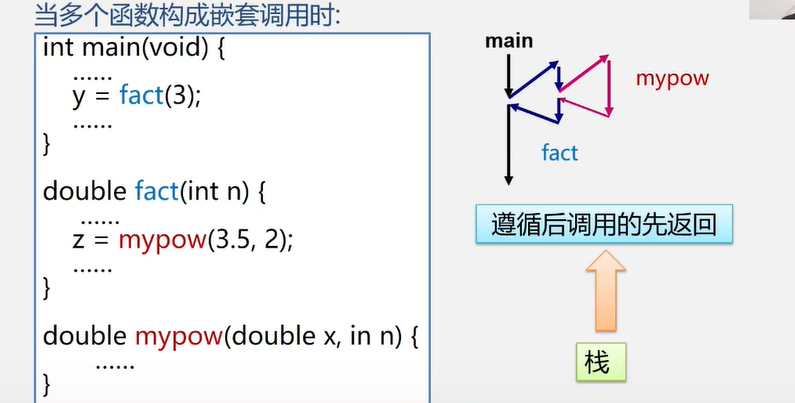 当多个函数构成嵌套调用时:
int main(void) {
......
y = fact(3);
......
}
double fact(int n) {
......
z = mypow(3.5, 2);
......
}
double mypow(double x, in n) {
......
}
main
mypow
fact
遵循后调用的先返回
栈